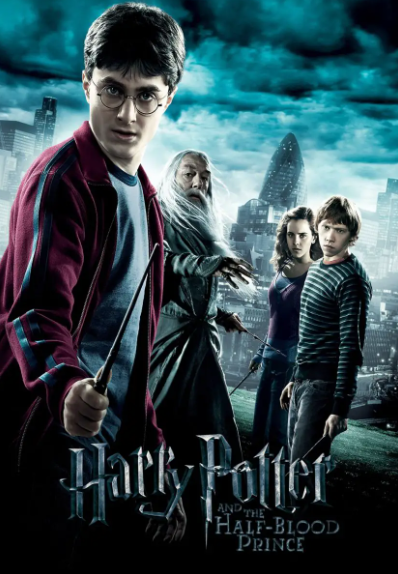 Harry Potter
AND THE
Half-Blood
Prince